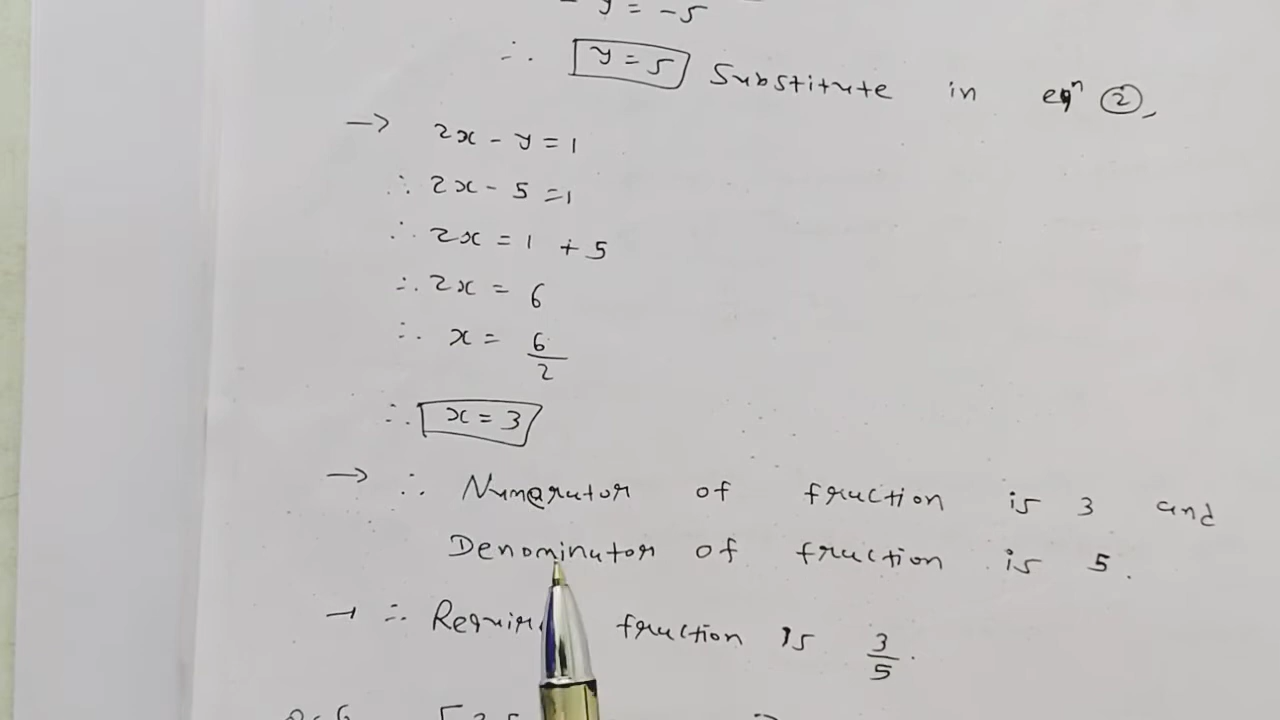 - y = -5
∴ y = 5 Substitute in eqⁿ ②,
→ 2x - y = 1
∴ 2x - 5 = 1
∴ 2x = 1 + 5
∴ 2x = 6
∴ x = 6/2
∴ x = 3
→ ∴ Numerator of fraction is 3 and
Denominator of fraction is 5.
→ ∴ fraction is 3/5.